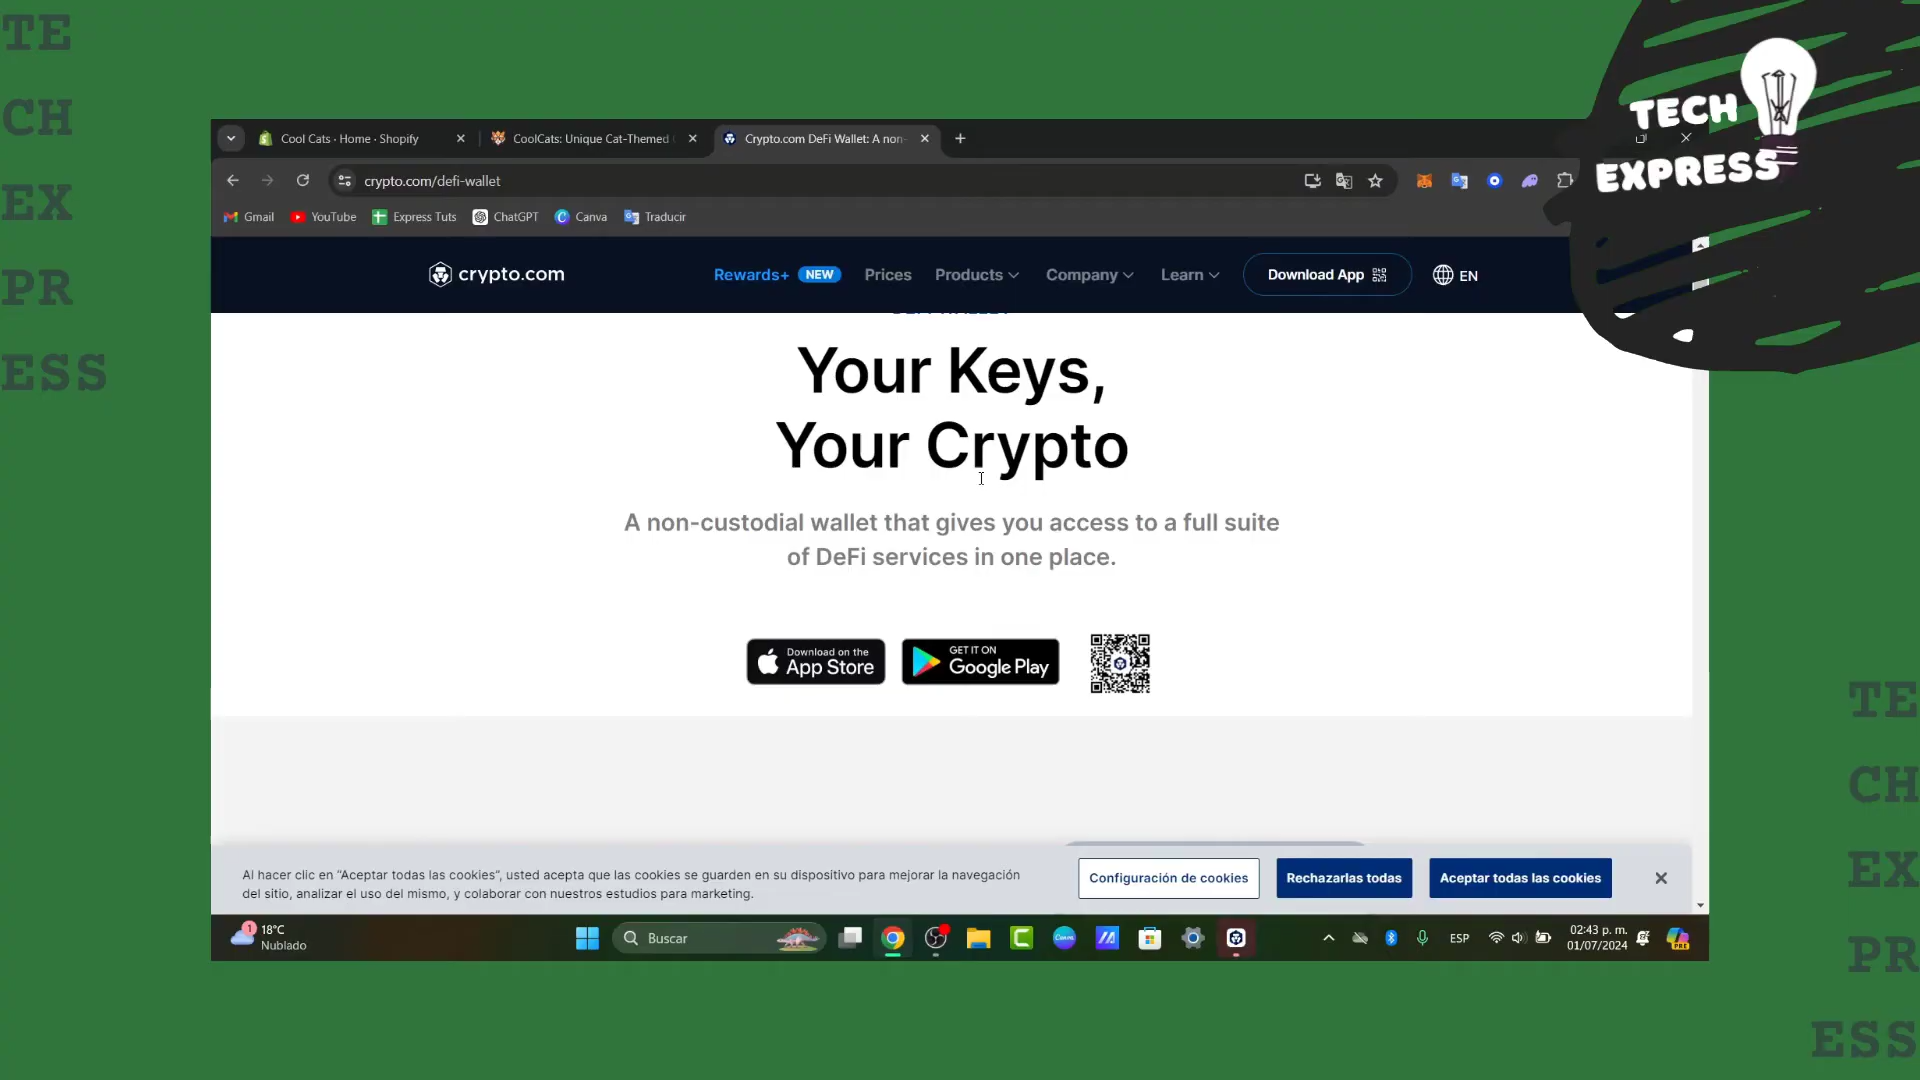 TE
CH
EX
PR
ESS
TECH
EXPRESS
Cool Cats · Home · Shopify
CoolCats: Unique Cat-Themed
Crypto.com DeFi Wallet: A non-
crypto.com/defi-wallet
Gmail
YouTube
Express Tuts
ChatGPT
Canva
Traducir
crypto.com
Rewards+ NEW
Prices
Products
Company
Learn
Download App
EN
Your Keys,
Your Crypto
A non-custodial wallet that gives you access to a full suite
of DeFi services in one place.
Download on the
App Store
GET IT ON
Google Play
Al hacer clic en “Aceptar todas las cookies”, usted acepta que las cookies se guarden en su dispositivo para mejorar la navegación
del sitio, analizar el uso del mismo, y colaborar con nuestros estudios para marketing.
Configuración de cookies
Rechazarlas todas
Aceptar todas las cookies
1
18°C
Nublado
Buscar
ESP
02:43 p. m.
01/07/2024
PRE
TE
CH
EX
PR
ESS